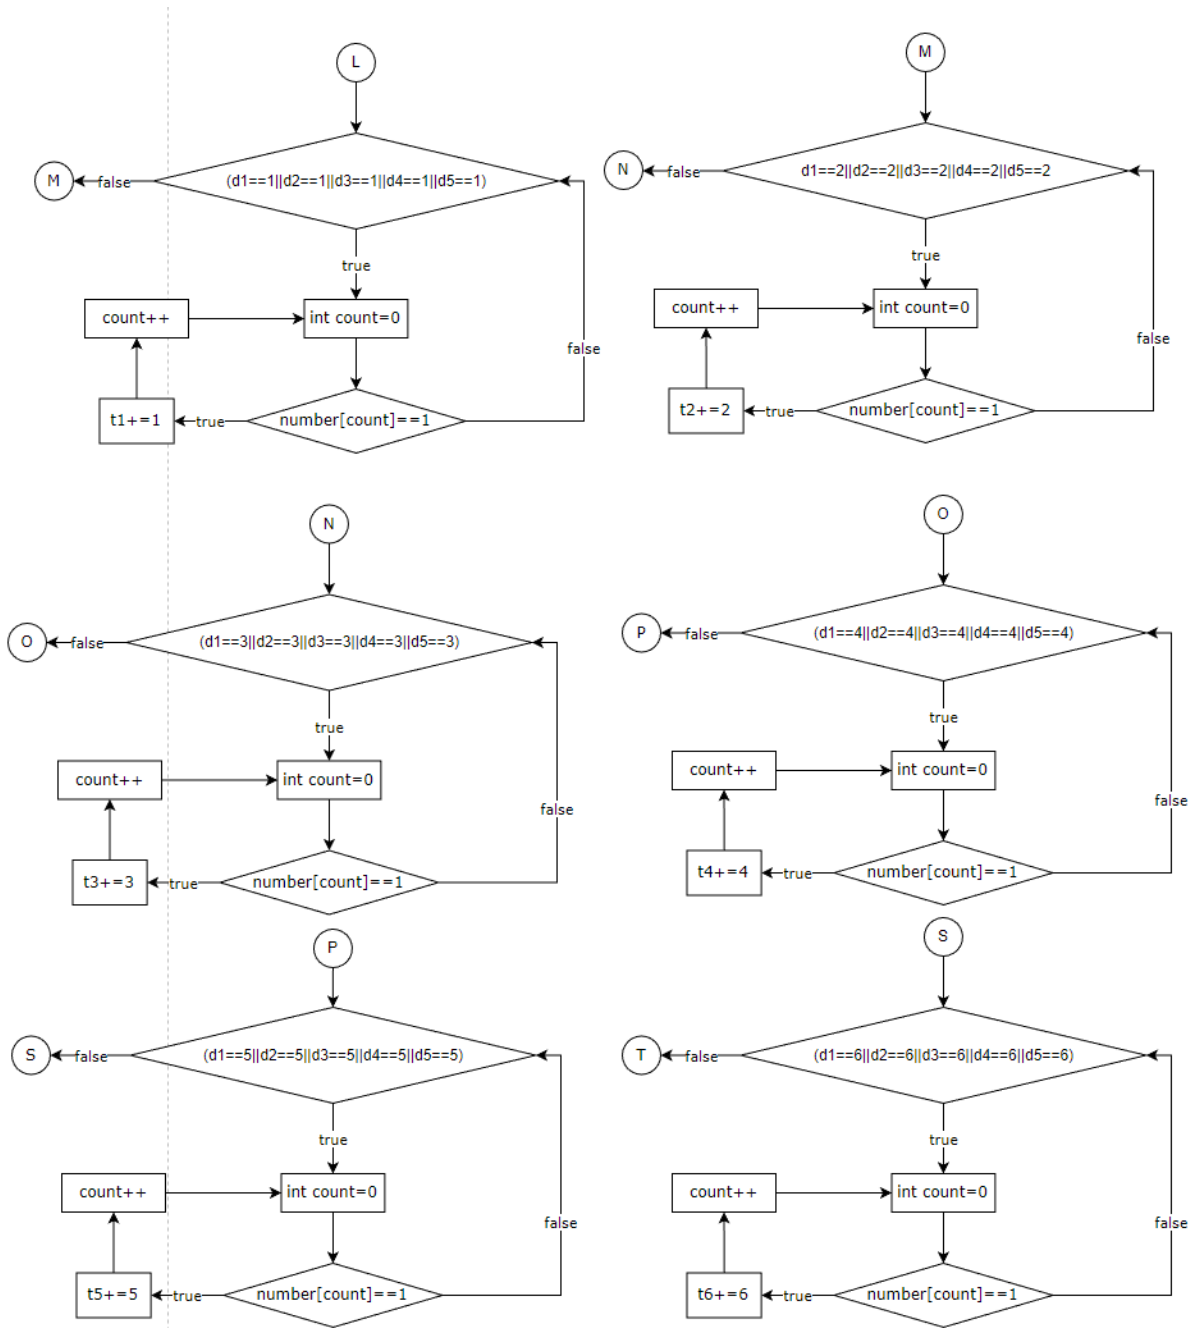 L
M
false
(d1==1||d2==1||d3==1||d4==1||d5==1)
true
count++
int count=0
false
t1+=1
true
number[count]==1
M
N
false
d1==2||d2==2||d3==2||d4==2||d5==2
true
count++
int count=0
false
t2+=2
true
number[count]==1
N
O
false
(d1==3||d2==3||d3==3||d4==3||d5==3)
true
count++
int count=0
false
t3+=3
true
number[count]==1
O
P
false
(d1==4||d2==4||d3==4||d4==4||d5==4)
true
count++
int count=0
false
t4+=4
true
number[count]==1
P
S
false
(d1==5||d2==5||d3==5||d4==5||d5==5)
true
count++
int count=0
false
t5+=5
true
number[count]==1
S
T
false
(d1==6||d2==6||d3==6||d4==6||d5==6)
true
count++
int count=0
false
t6+=6
true
number[count]==1